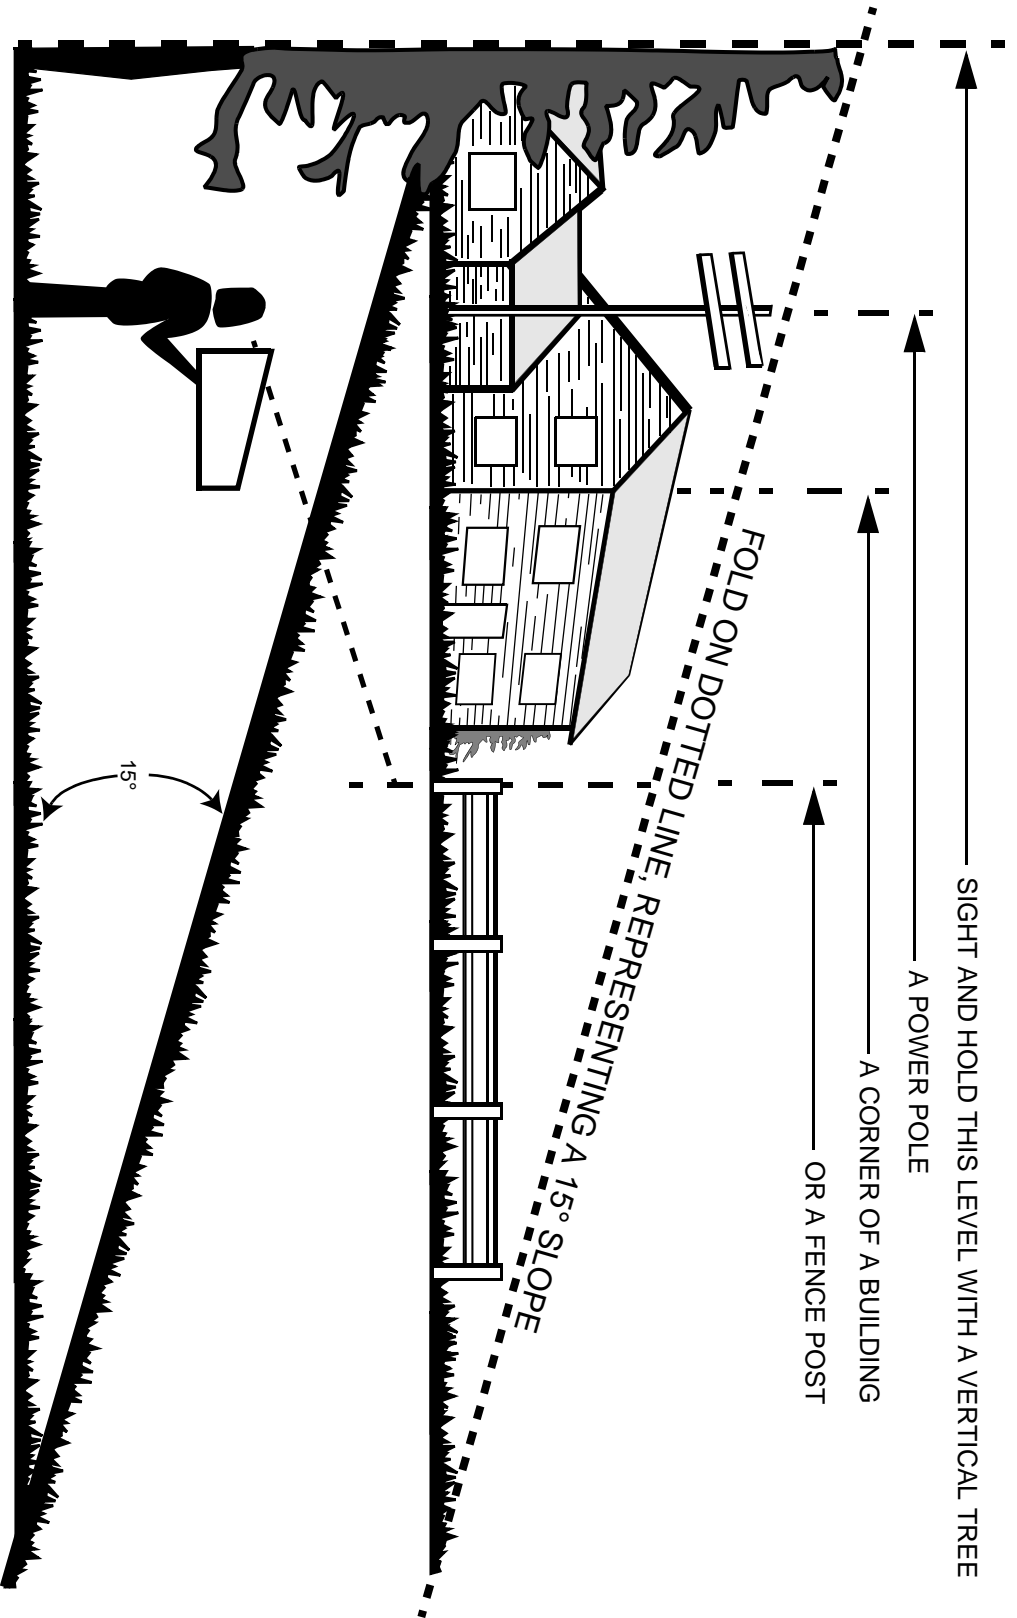 SIGHT AND HOLD THIS LEVEL WITH A VERTICAL TREE
A POWER POLE
A CORNER OF A BUILDING
OR A FENCE POST
FOLD ON DOTTED LINE, REPRESENTING A 15° SLOPE
15°